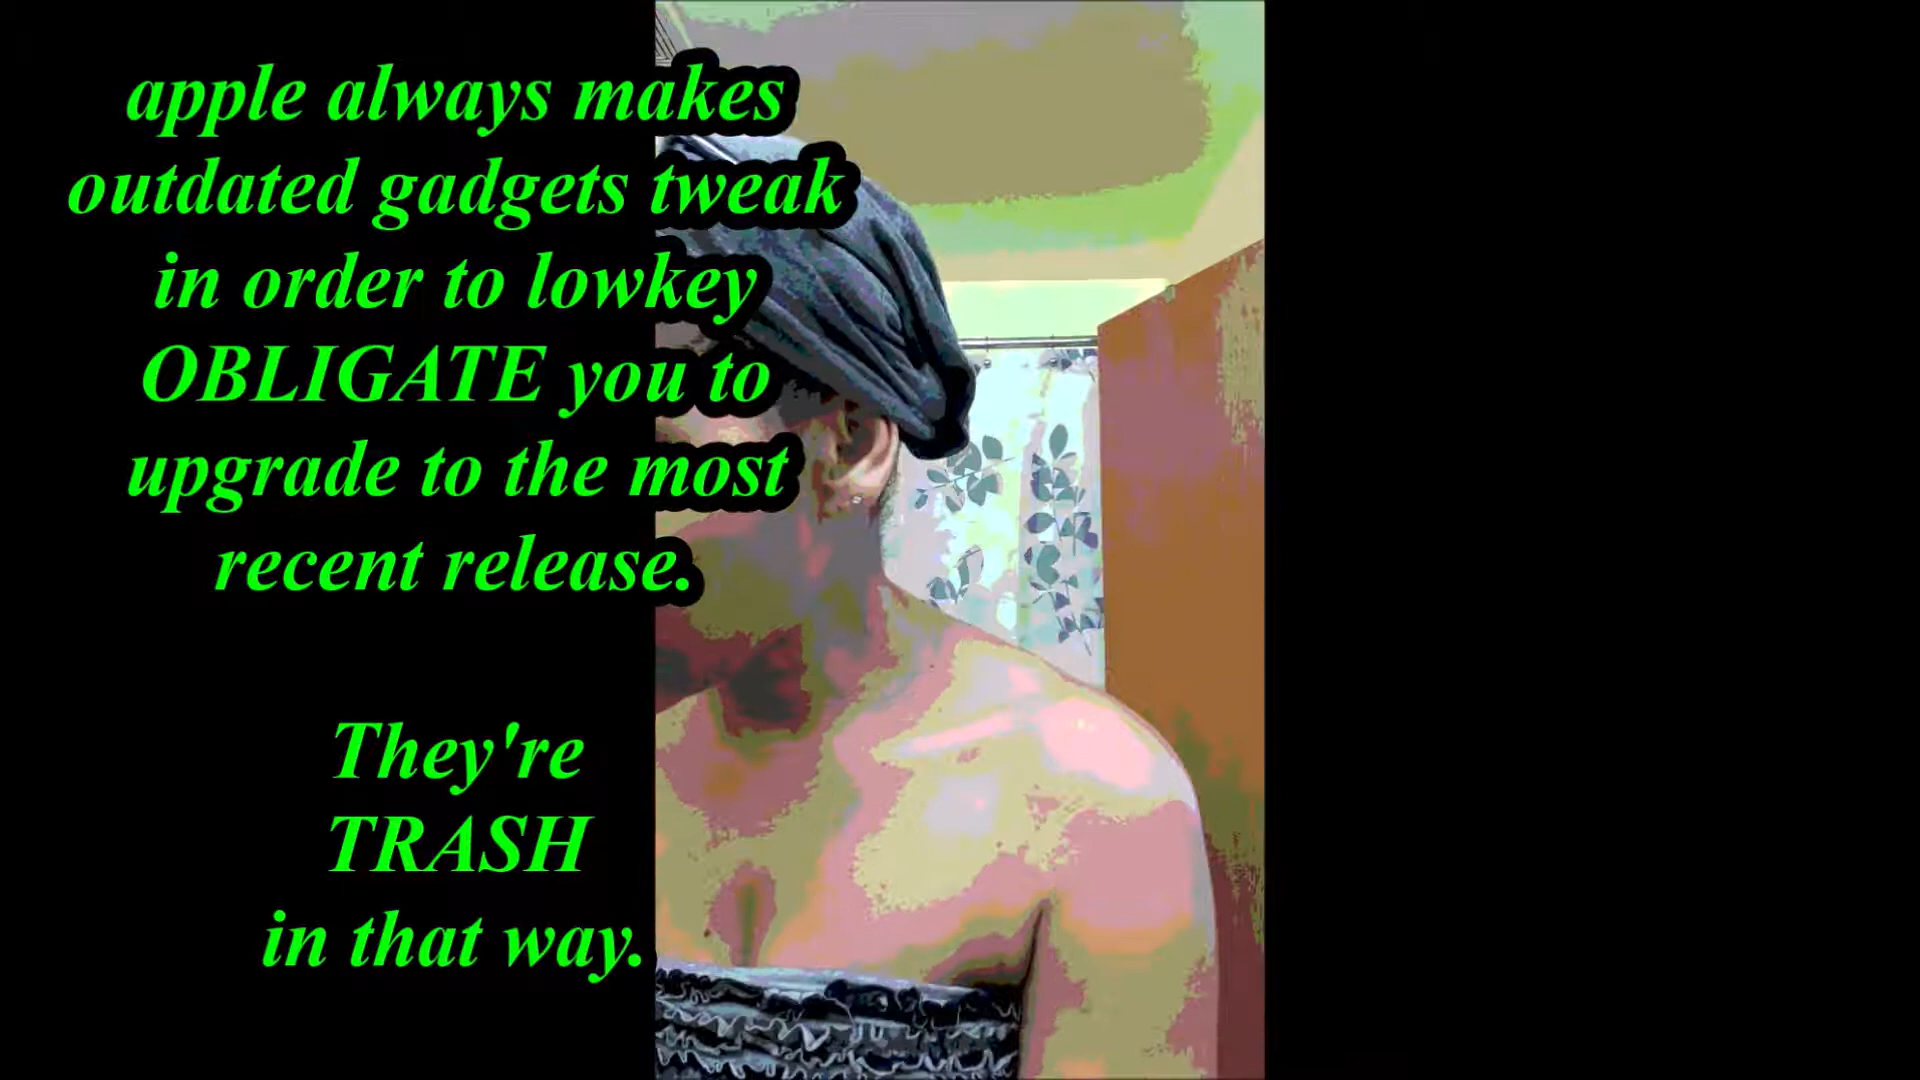 apple always makes
outdated gadgets tweak
in order to lowkey
OBLIGATE you to
upgrade to the most
recent release.
They're
TRASH
in that way.